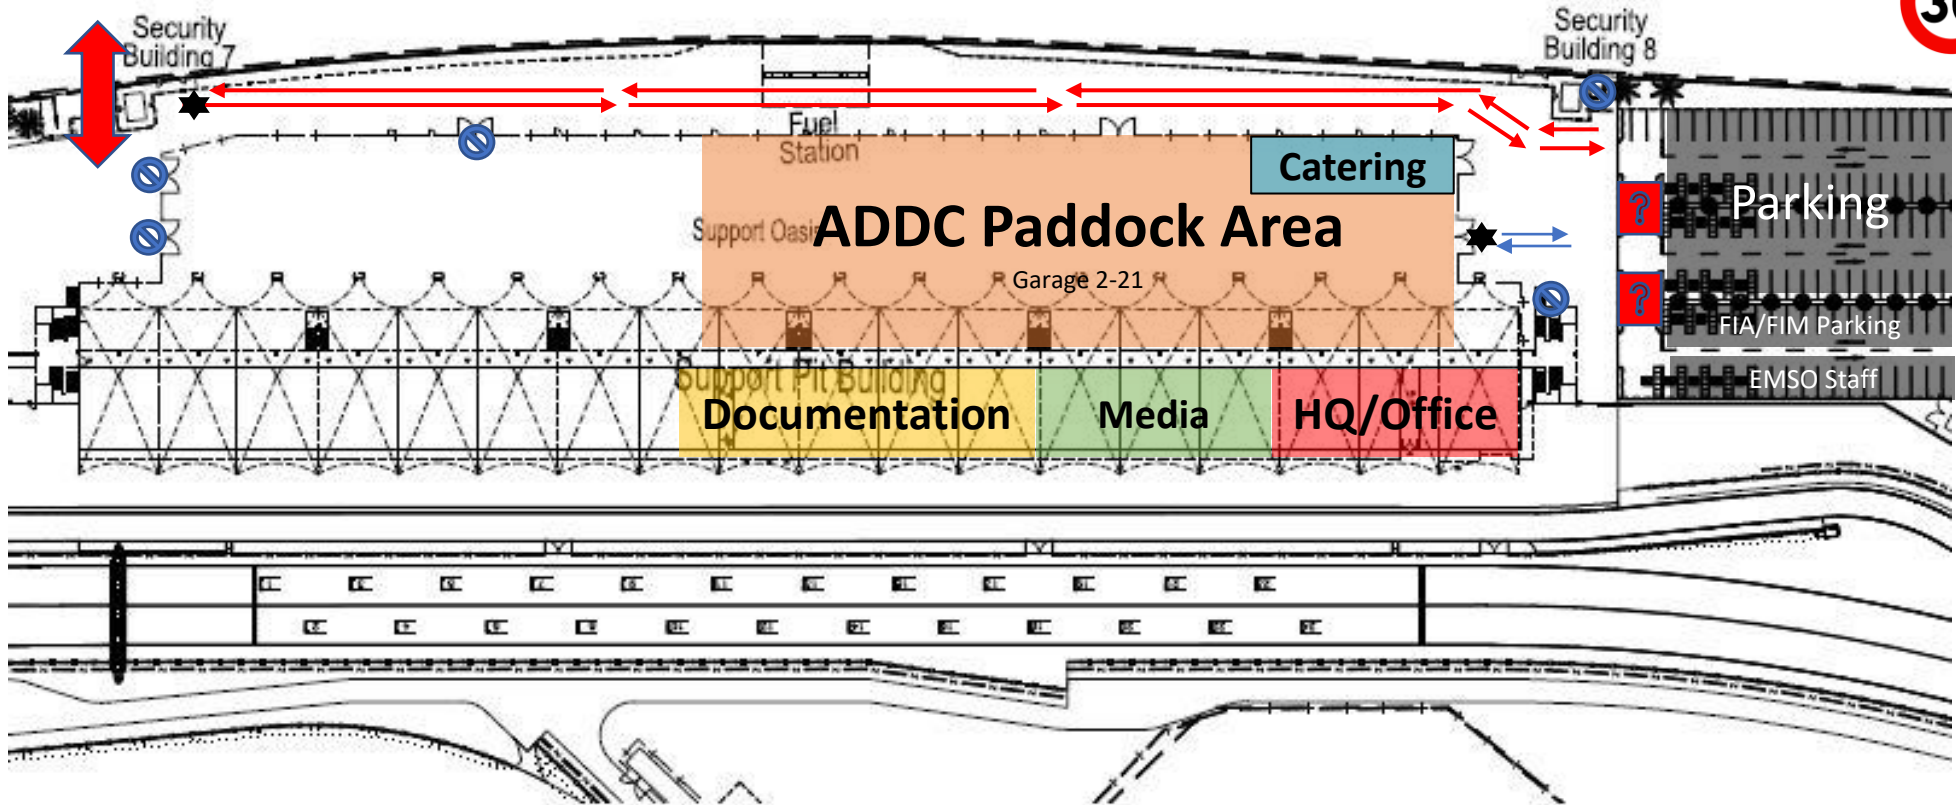 Security
Building 7
Security
Building 8
Fuel
Station
Catering
Parking
Support Oasis
ADDC Paddock Area
Garage 2-21
?
?
FIA/FIM Parking
Support Pit Building
EMSO Staff
Documentation
Media
HQ/Office